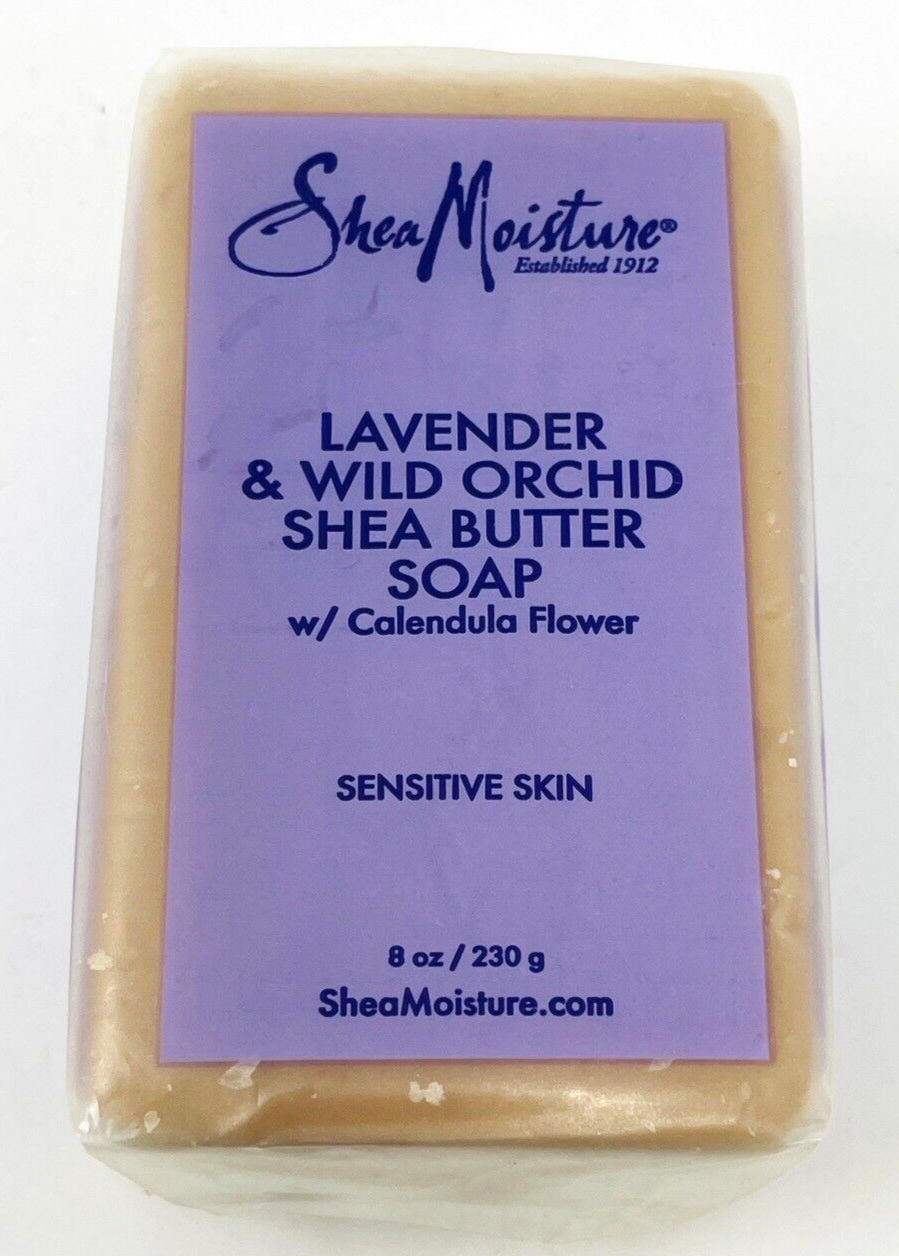 SheaMoisture®
Established 1912
LAVENDER
& WILD ORCHID
SHEA BUTTER
SOAP
w/ Calendula Flower
SENSITIVE SKIN
8 oz / 230 g
SheaMoisture.com